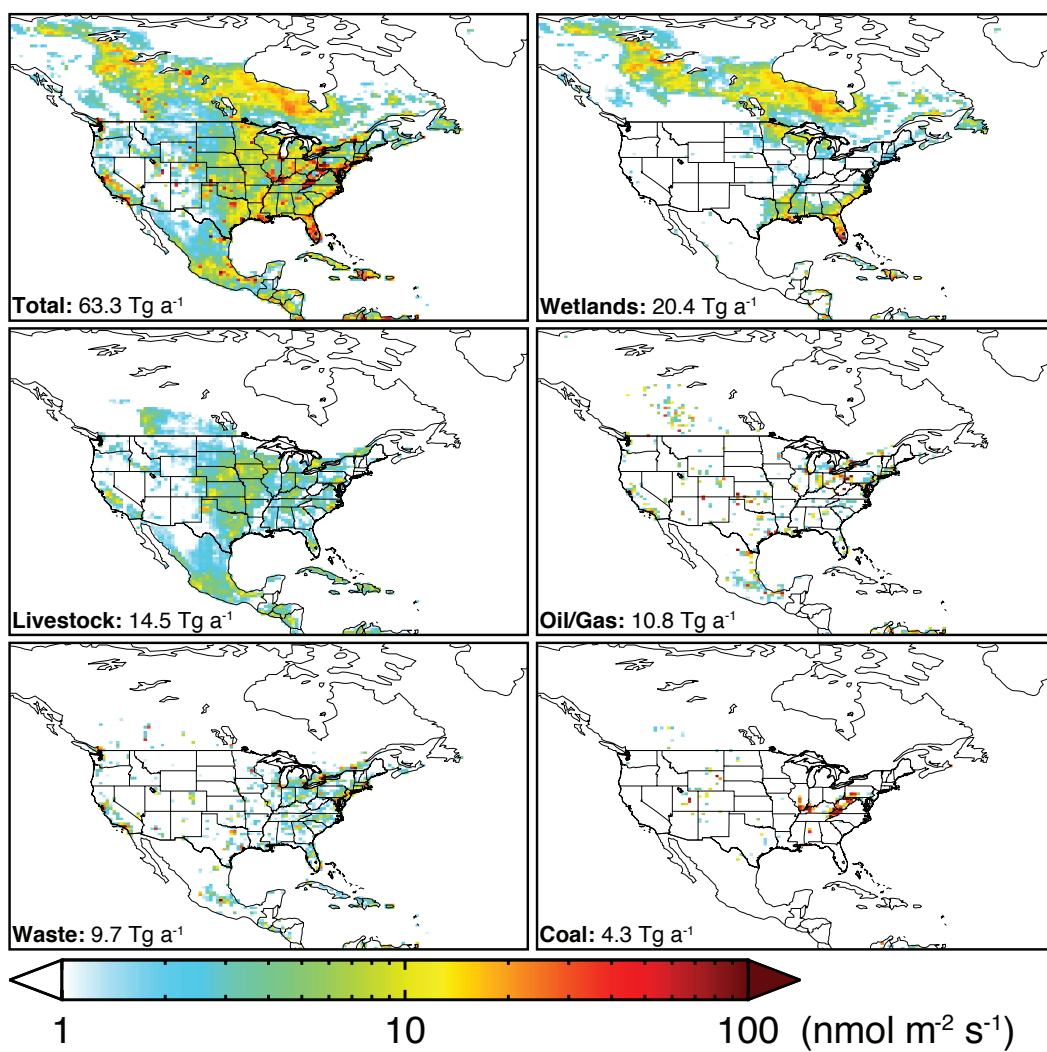 Total: 63.3 Tg a⁻¹
Wetlands: 20.4 Tg a⁻¹
Livestock: 14.5 Tg a⁻¹
Oil/Gas: 10.8 Tg a⁻¹
Waste: 9.7 Tg a⁻¹
Coal: 4.3 Tg a⁻¹
1 10 100 (nmol m⁻² s⁻¹)